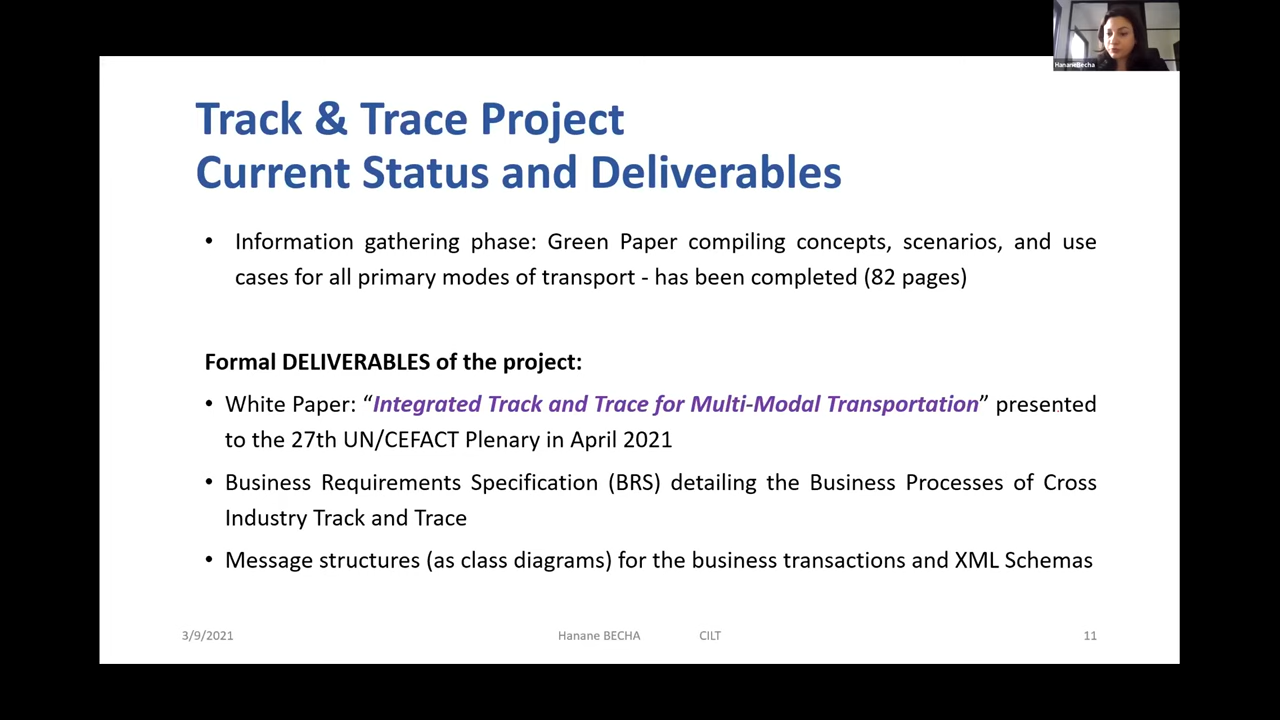 HananeBecha
Track & Trace Project
Current Status and Deliverables
• Information gathering phase: Green Paper compiling concepts, scenarios, and use
cases for all primary modes of transport - has been completed (82 pages)
Formal DELIVERABLES of the project:
• White Paper: “Integrated Track and Trace for Multi-Modal Transportation” presented
to the 27th UN/CEFACT Plenary in April 2021
• Business Requirements Specification (BRS) detailing the Business Processes of Cross
Industry Track and Trace
• Message structures (as class diagrams) for the business transactions and XML Schemas
3/9/2021 Hanane BECHA CILT 11